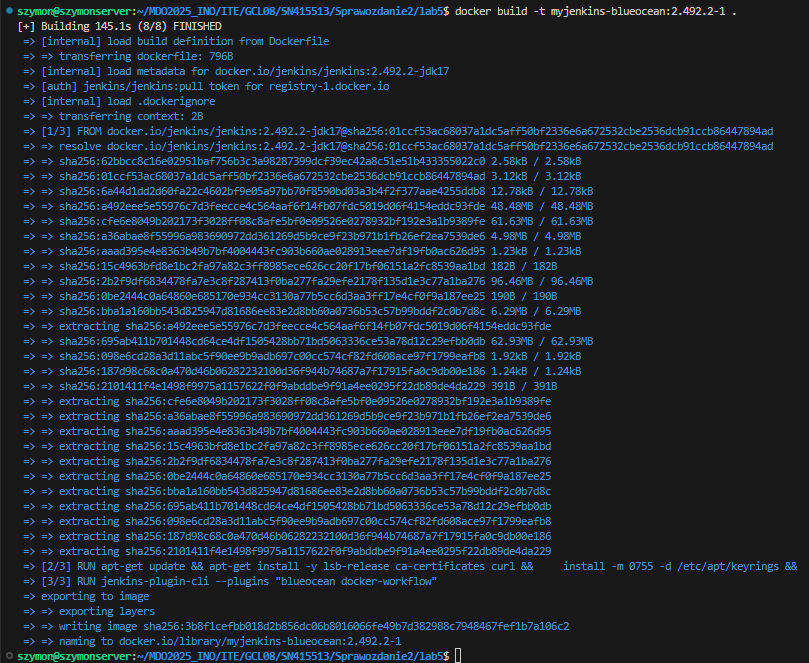 szymon@szymonserver:~/MDO2025_INO/ITE/GCL08/SN415513/Sprawozdanie2/lab5$ docker build -t myjenkins-blueocean:2.492.2-1 .
[+] Building 145.1s (8/8) FINISHED
=> [internal] load build definition from Dockerfile
=> => transferring dockerfile: 796B
=> [internal] load metadata for docker.io/jenkins/jenkins:2.492.2-jdk17
=> [auth] jenkins/jenkins:pull token for registry-1.docker.io
=> [internal] load .dockerignore
=> => transferring context: 2B
=> [1/3] FROM docker.io/jenkins/jenkins:2.492.2-jdk17@sha256:01ccf53ac68037a1dc5aff50bf2336e6a672532cbe2536dcb91ccb86447894ad
=> => resolve docker.io/jenkins/jenkins:2.492.2-jdk17@sha256:01ccf53ac68037a1dc5aff50bf2336e6a672532cbe2536dcb91ccb86447894ad
=> => sha256:62bbcc8c16e02951baf756b3c3a98287399dcf39ec42a8c51e51b433355022c0 2.58kB / 2.58kB
=> => sha256:01ccf53ac68037a1dc5aff50bf2336e6a672532cbe2536dcb91ccb86447894ad 3.12kB / 3.12kB
=> => sha256:6a44d1dd2d60fa22c4602bf9e05a97bb70f8590bd03a3b4f2f377aae4255ddb8 12.78kB / 12.78kB
=> => sha256:a492eee5e55976c7d3feecce4c564aaf6f14fb07fdc5019d06f4154eddc93fde 48.48MB / 48.48MB
=> => sha256:cfe6e8049b202173f3028ff08c8afe5bf0e09526e0278932bf192e3a1b9389fe 61.63MB / 61.63MB
=> => sha256:a36abae8f55996a983690972dd361269d5b9ce9f23b971b1fb26ef2ea7539de6 4.98MB / 4.98MB
=> => sha256:aaad395e4e8363b49b7bf4004443fc903b660ae028913eee7df19fb0ac626d95 1.23kB / 1.23kB
=> => sha256:15c4963bfd8e1bc2fa97a82c3ff8985ece626cc20f17bf06151a2fc8539aa1bd 182B / 182B
=> => sha256:2b2f9df6834478fa7e3c8f287413f0ba277fa29efe2178f135d1e3c77a1ba276 96.46MB / 96.46MB
=> => sha256:0be2444c0a64860e685170e934cc3130a77b5cc6d3aa3ff17e4cf0f9a187ee25 190B / 190B
=> => sha256:bba1a160bb543d825947d81686ee83e2d8bb60a0736b53c57b99bddf2c0b7d8c 6.29MB / 6.29MB
=> => extracting sha256:a492eee5e55976c7d3feecce4c564aaf6f14fb07fdc5019d06f4154eddc93fde
=> => sha256:695ab411b701448cd64ce4df1505428bb71bd5063336ce53a78d12c29efbb0db 62.93MB / 62.93MB
=> => sha256:098e6cd28a3d11abc5f90ee9b9adb697c00cc574cf82fd608ace97f1799eafb8 1.92kB / 1.92kB
=> => sha256:187d98c68c0a470d46b06282232100d36f944b74687a7f17915fa0c9db00e186 1.24kB / 1.24kB
=> => sha256:2101411f4e1498f9975a1157622f0f9abddbe9f91a4ee0295f22db89de4da229 391B / 391B
=> => extracting sha256:cfe6e8049b202173f3028ff08c8afe5bf0e09526e0278932bf192e3a1b9389fe
=> => extracting sha256:a36abae8f55996a983690972dd361269d5b9ce9f23b971b1fb26ef2ea7539de6
=> => extracting sha256:aaad395e4e8363b49b7bf4004443fc903b660ae028913eee7df19fb0ac626d95
=> => extracting sha256:15c4963bfd8e1bc2fa97a82c3ff8985ece626cc20f17bf06151a2fc8539aa1bd
=> => extracting sha256:2b2f9df6834478fa7e3c8f287413f0ba277fa29efe2178f135d1e3c77a1ba276
=> => extracting sha256:0be2444c0a64860e685170e934cc3130a77b5cc6d3aa3ff17e4cf0f9a187ee25
=> => extracting sha256:bba1a160bb543d825947d81686ee83e2d8bb60a0736b53c57b99bddf2c0b7d8c
=> => extracting sha256:695ab411b701448cd64ce4df1505428bb71bd5063336ce53a78d12c29efbb0db
=> => extracting sha256:098e6cd28a3d11abc5f90ee9b9adb697c00cc574cf82fd608ace97f1799eafb8
=> => extracting sha256:187d98c68c0a470d46b06282232100d36f944b74687a7f17915fa0c9db00e186
=> => extracting sha256:2101411f4e1498f9975a1157622f0f9abddbe9f91a4ee0295f22db89de4da229
=> [2/3] RUN apt-get update && apt-get install -y lsb-release ca-certificates curl &&     install -m 0755 -d /etc/apt/keyrings &&
=> [3/3] RUN jenkins-plugin-cli --plugins "blueocean docker-workflow"
=> exporting to image
=> => exporting layers
=> => writing image sha256:3b8f1cefbb018d2b856dc06b8016066fe49b7d382988c7948467fef1b7a106c2
=> => naming to docker.io/library/myjenkins-blueocean:2.492.2-1
szymon@szymonserver:~/MDO2025_INO/ITE/GCL08/SN415513/Sprawozdanie2/lab5$